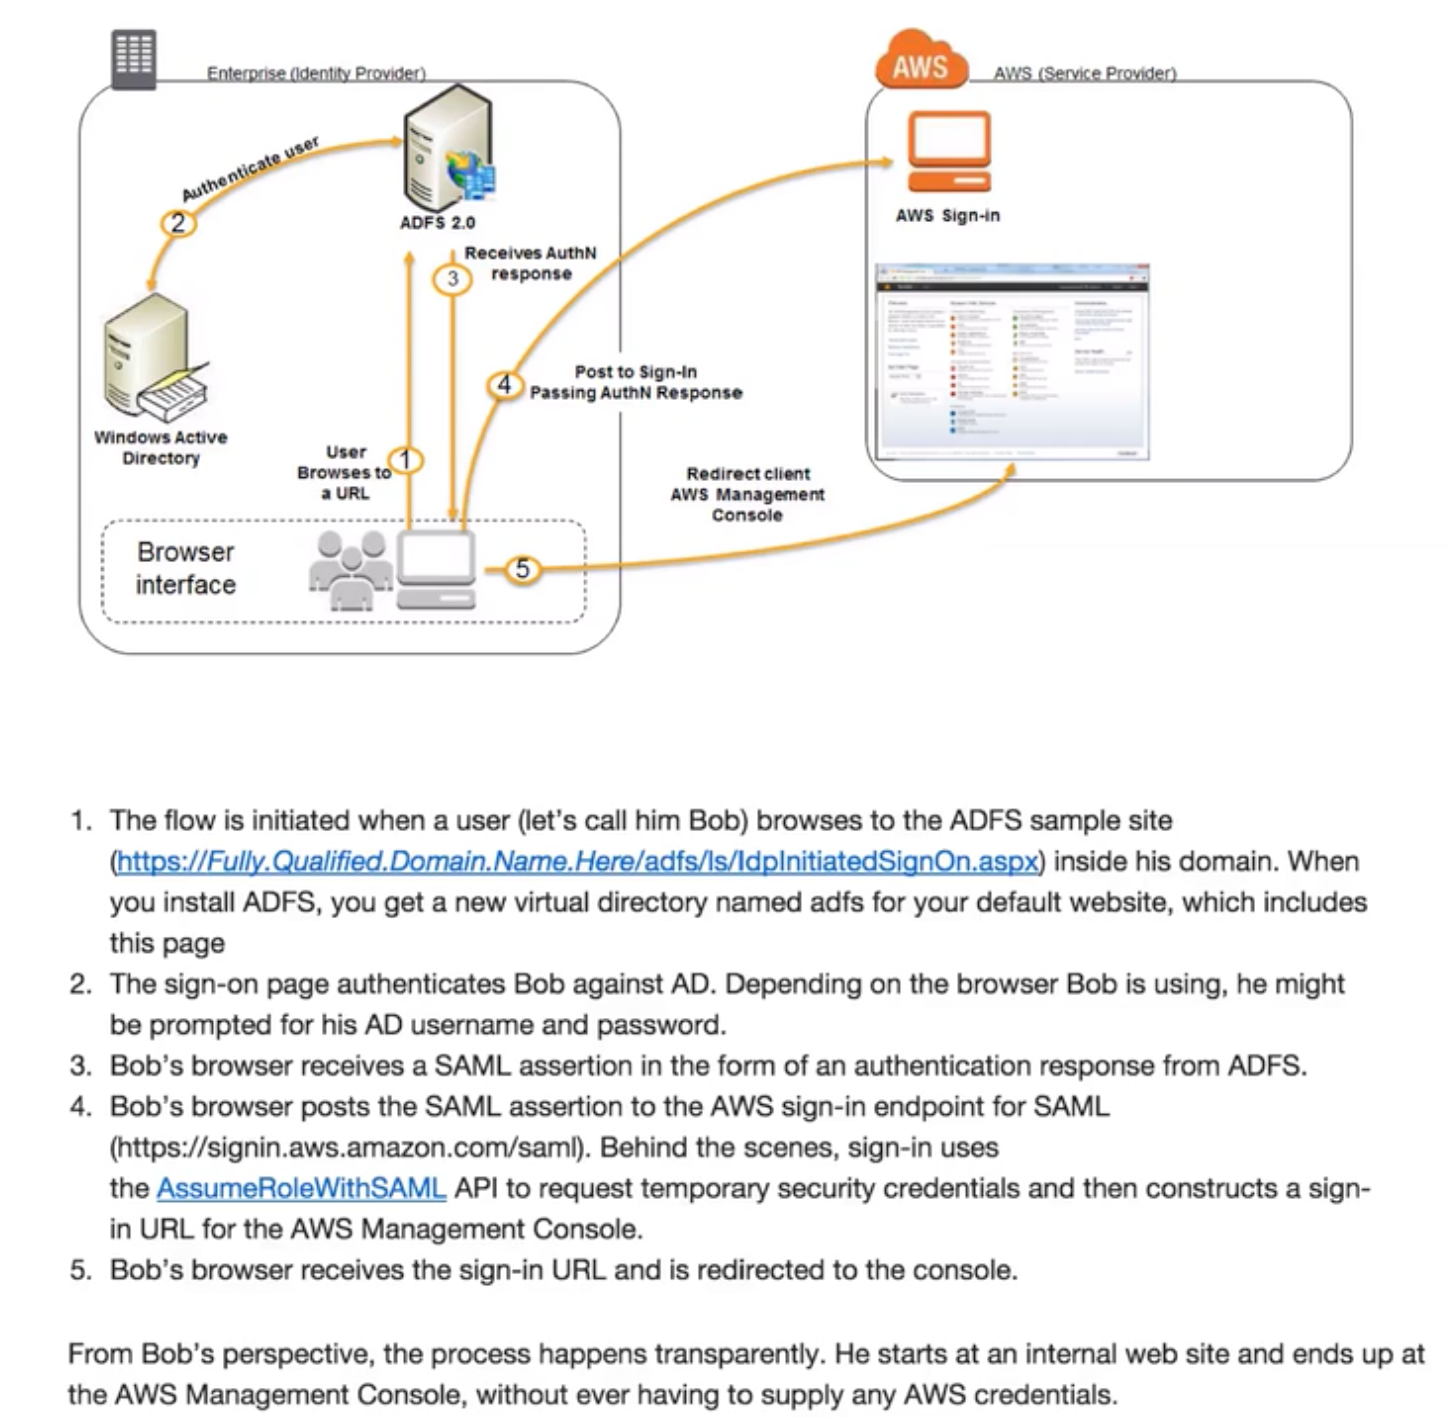 Enterprise (Identity Provider)
AWS
AWS (Service Provider)
Authenticate user
2
ADFS 2.0
AWS Sign-in
Receives AuthN
response
3
Windows Active
Directory
4
Post to Sign-In
Passing AuthN Response
User
Browses to
a URL
1
Redirect client
AWS Management
Console
Browser
interface
5
1. The flow is initiated when a user (let's call him Bob) browses to the ADFS sample site
(https://Fully.Qualified.Domain.Name.Here/adfs/ls/IdpInitiatedSignOn.aspx) inside his domain. When
you install ADFS, you get a new virtual directory named adfs for your default website, which includes
this page
2. The sign-on page authenticates Bob against AD. Depending on the browser Bob is using, he might
be prompted for his AD username and password.
3. Bob's browser receives a SAML assertion in the form of an authentication response from ADFS.
4. Bob's browser posts the SAML assertion to the AWS sign-in endpoint for SAML
(https://signin.aws.amazon.com/saml). Behind the scenes, sign-in uses
the AssumeRoleWithSAML API to request temporary security credentials and then constructs a sign-
in URL for the AWS Management Console.
5. Bob's browser receives the sign-in URL and is redirected to the console.
From Bob's perspective, the process happens transparently. He starts at an internal web site and ends up at
the AWS Management Console, without ever having to supply any AWS credentials.